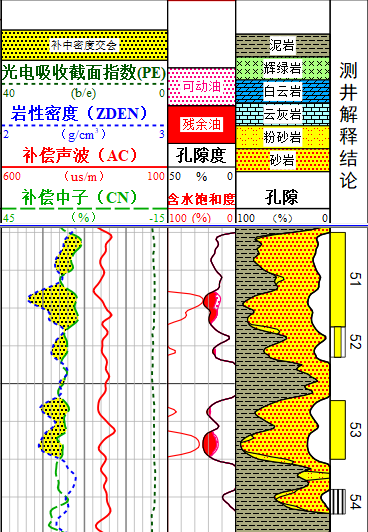 补中密度交会
光电吸收截面指数(PE)
40 (b/e) 0
岩性密度（ZDEN）
2 (g/cm³) 3
补偿声波（AC）
600 (us/m) 100
补偿中子（CN）
45 (%) -15
可动油
残余油
孔隙度
50 % 0
含水饱和度
100 (%) 0
泥岩
辉绿岩
白云岩
云灰岩
粉砂岩
砂岩
孔隙
100 (%) 0
测井解释结论
51
52
53
54